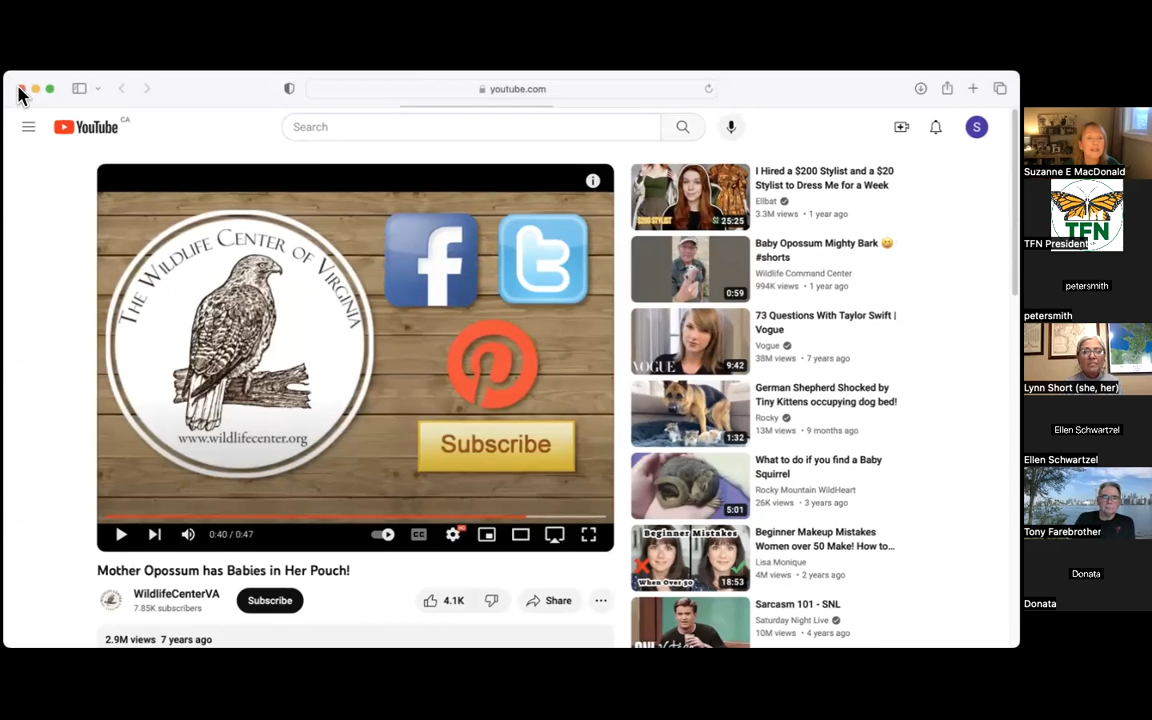 youtube.com
YouTube CA
Search
S
THE WILDLIFE CENTER OF VIRGINIA
www.wildlifecenter.org
Subscribe
0:40 / 0:47
CC
HD
Mother Opossum has Babies in Her Pouch!
WildlifeCenterVA
7.85K subscribers
Subscribe
4.1K
Share
2.9M views 7 years ago
$200 STYLIST
25:25
I Hired a $200 Stylist and a $20
Stylist to Dress Me for a Week
Ellbat
3.3M views • 1 year ago
0:59
Baby Opossum Mighty Bark 😄
#shorts
Wildlife Command Center
994K views • 1 year ago
VOGUE
9:42
73 Questions With Taylor Swift |
Vogue
Vogue
38M views • 7 years ago
1:32
German Shepherd Shocked by
Tiny Kittens occupying dog bed!
Rocky
13M views • 9 months ago
5:01
What to do if you find a Baby
Squirrel
Rocky Mountain WildHeart
26K views • 3 years ago
Beginner Mistakes
When Over 50
18:53
Beginner Makeup Mistakes
Women over 50 Make! How to...
Lisa Monique
4M views • 2 years ago
Sarcasm 101 - SNL
Saturday Night Live
10M views • 4 years ago
Suzanne E MacDonald
TFN
TFN President
petersmith
petersmith
Lynn Short (she, her)
Ellen Schwartzel
Ellen Schwartzel
Tony Farebrother
Donata
Donata